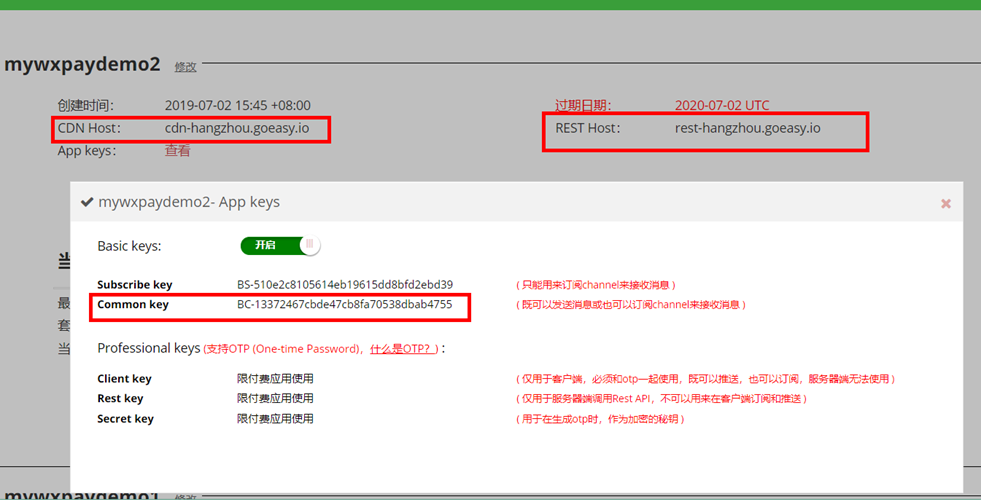 mywxpaydemo2 修改
创建时间： 2019-07-02 15:45 +08:00 过期日期： 2020-07-02 UTC
CDN Host： cdn-hangzhou.goeasy.io REST Host： rest-hangzhou.goeasy.io
App keys： 查看
mywxpaydemo2- App keys
当
最
套
当
Basic keys: 开启
Subscribe key BS-510e2c8105614eb19615dd8bfd2ebd39 ( 只能用来订阅channel来接收消息 )
Common key BC-13372467cbde47cb8fa70538dbab4755 ( 既可以发送消息或也可以订阅channel来接收消息 )
Professional keys (支持OTP (One-time Password)，什么是OTP？)：
Client key 限付费应用使用 ( 仅用于客户端，必须和otp一起使用，既可以推送，也可以订阅，服务器端无法使用 )
Rest key 限付费应用使用 ( 仅用于服务器端调用Rest API，不可以用来在客户端订阅和推送 )
Secret key 限付费应用使用 ( 用于在生成otp时，作为加密的秘钥 )
mywxpaydemo1 修改